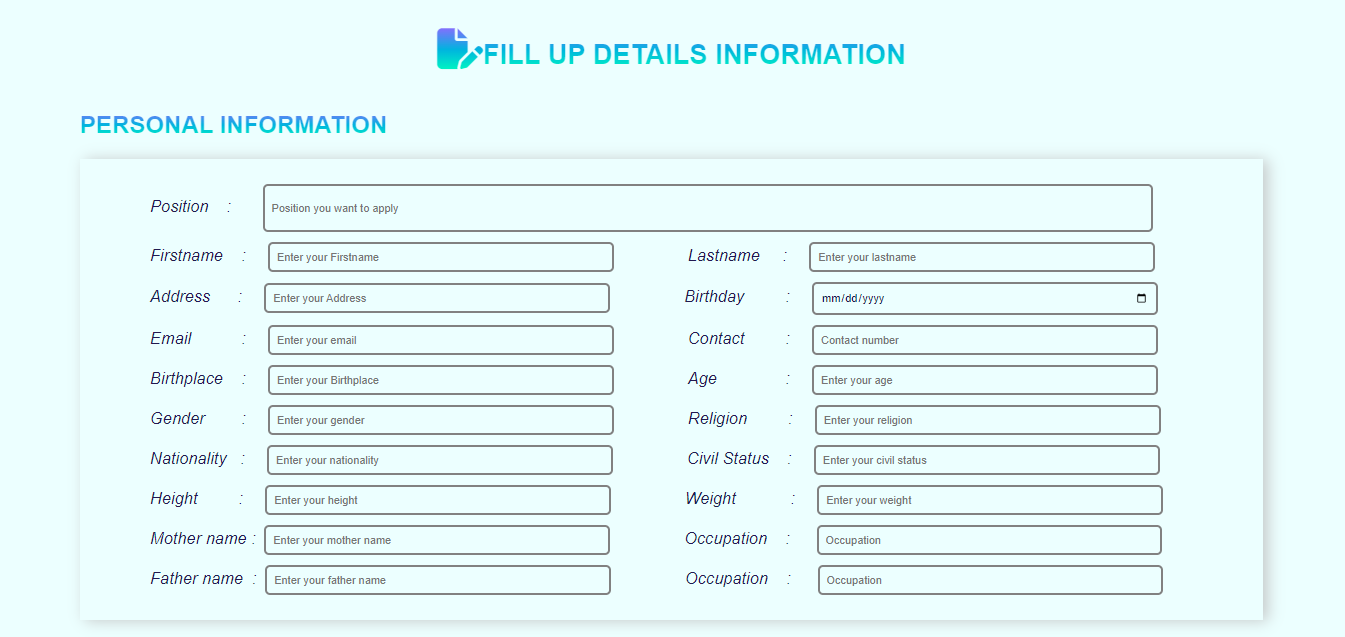 FILL UP DETAILS INFORMATION
PERSONAL INFORMATION
Position : Position you want to apply
Firstname : Enter your Firstname Lastname : Enter your lastname
Address : Enter your Address Birthday : mm/dd/yyyy
Email : Enter your email Contact : Contact number
Birthplace : Enter your Birthplace Age : Enter your age
Gender : Enter your gender Religion : Enter your religion
Nationality : Enter your nationality Civil Status : Enter your civil status
Height : Enter your height Weight : Enter your weight
Mother name : Enter your mother name Occupation : Occupation
Father name : Enter your father name Occupation : Occupation